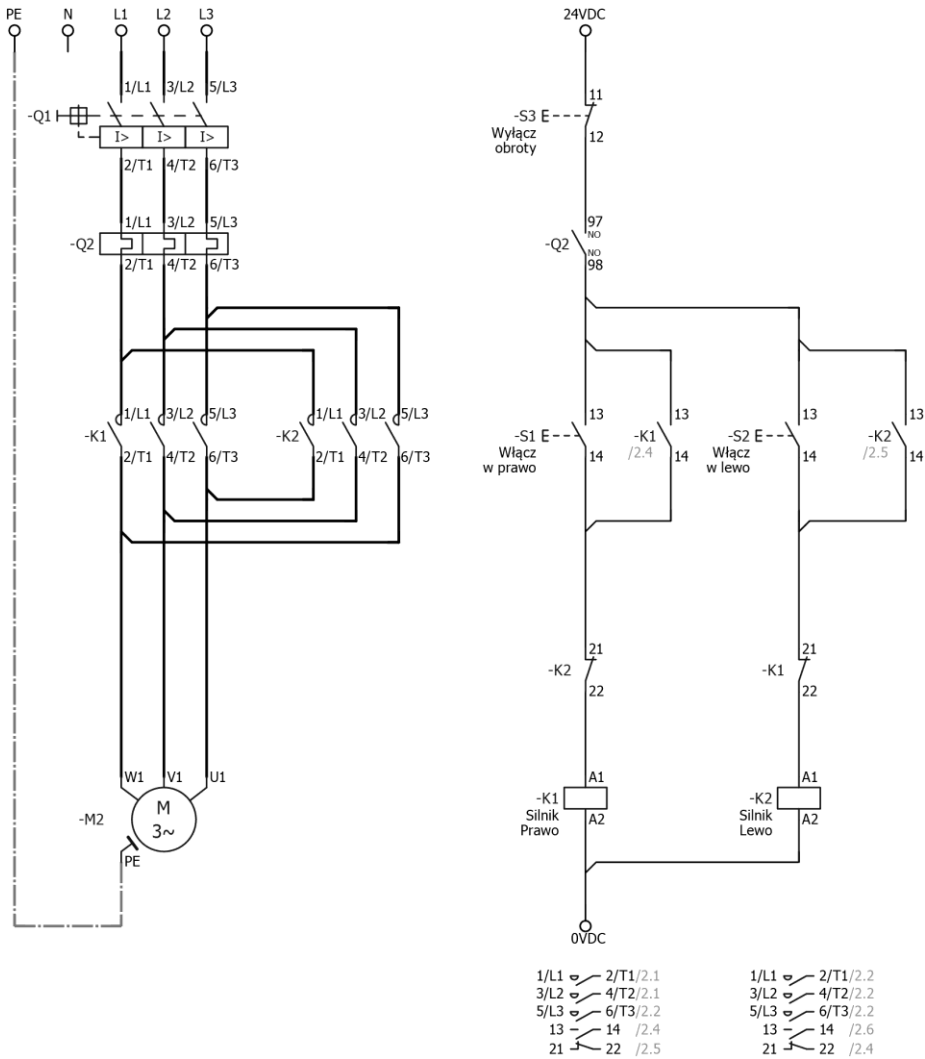 PE N L1 L2 L3 24VDC
1/L1 3/L2 5/L3
-Q1
I> I> I>
2/T1 4/T2 6/T3
11
-S3 E
Wyłącz
obroty
12
1/L1 3/L2 5/L3
-Q2
2/T1 4/T2 6/T3
97
NO
-Q2
NO
98
1/L1 3/L2 5/L3
-K1
2/T1 4/T2 6/T3
1/L1 3/L2 5/L3
-K2
2/T1 4/T2 6/T3
13
-S1 E
Włącz
w prawo
14
13
-K1
/2.4
14
13
-S2 E
Włącz
w lewo
14
13
-K2
/2.5
14
21
-K2
22
21
-K1
22
W1 V1 U1
-M2
M
3~
PE
A1
-K1
Silnik
Prawo
A2
A1
-K2
Silnik
Lewo
A2
0VDC
1/L1 2/T1 /2.1
3/L2 4/T2 /2.1
5/L3 6/T3 /2.2
13 14 /2.4
21 22 /2.5
1/L1 2/T1 /2.2
3/L2 4/T2 /2.2
5/L3 6/T3 /2.2
13 14 /2.6
21 22 /2.4